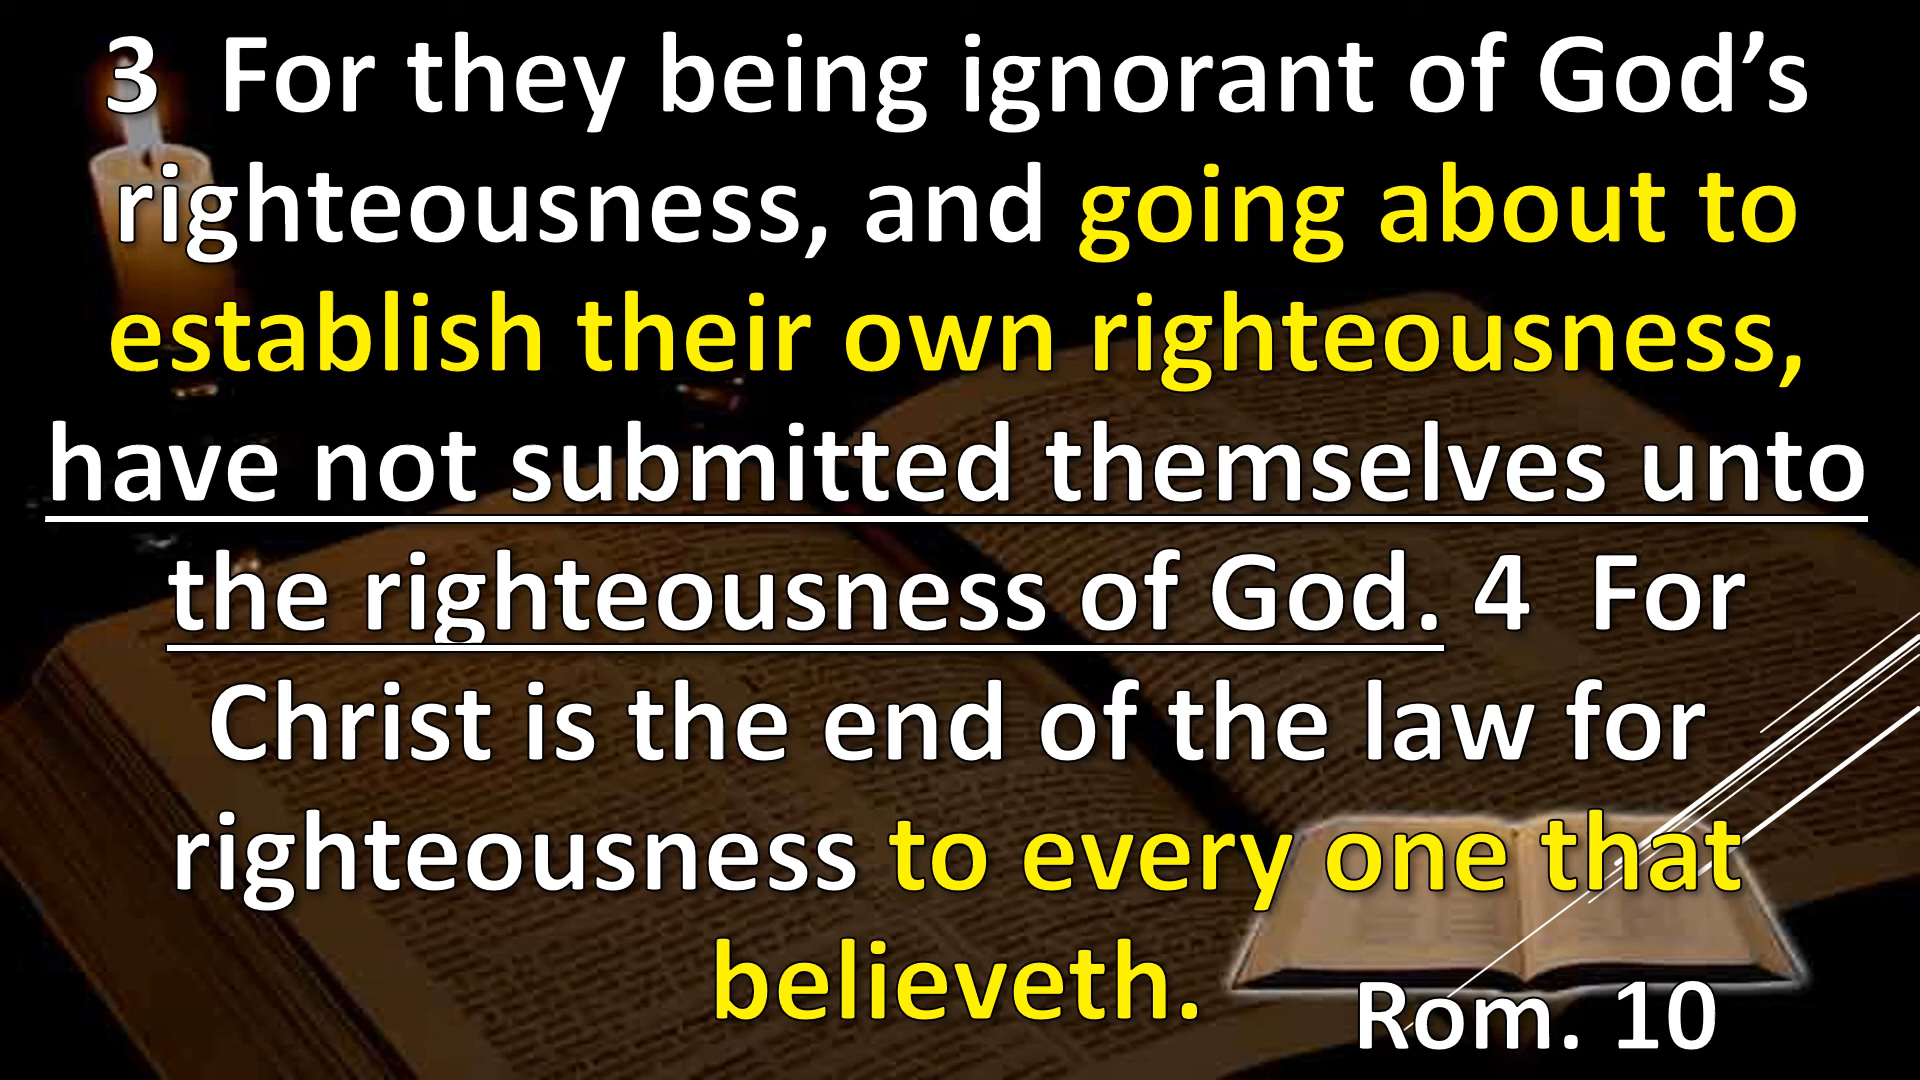 3  For they being ignorant of God’s
righteousness, and going about to
establish their own righteousness,
have not submitted themselves unto
the righteousness of God. 4  For
Christ is the end of the law for
righteousness to every one that
believeth.
Rom. 10